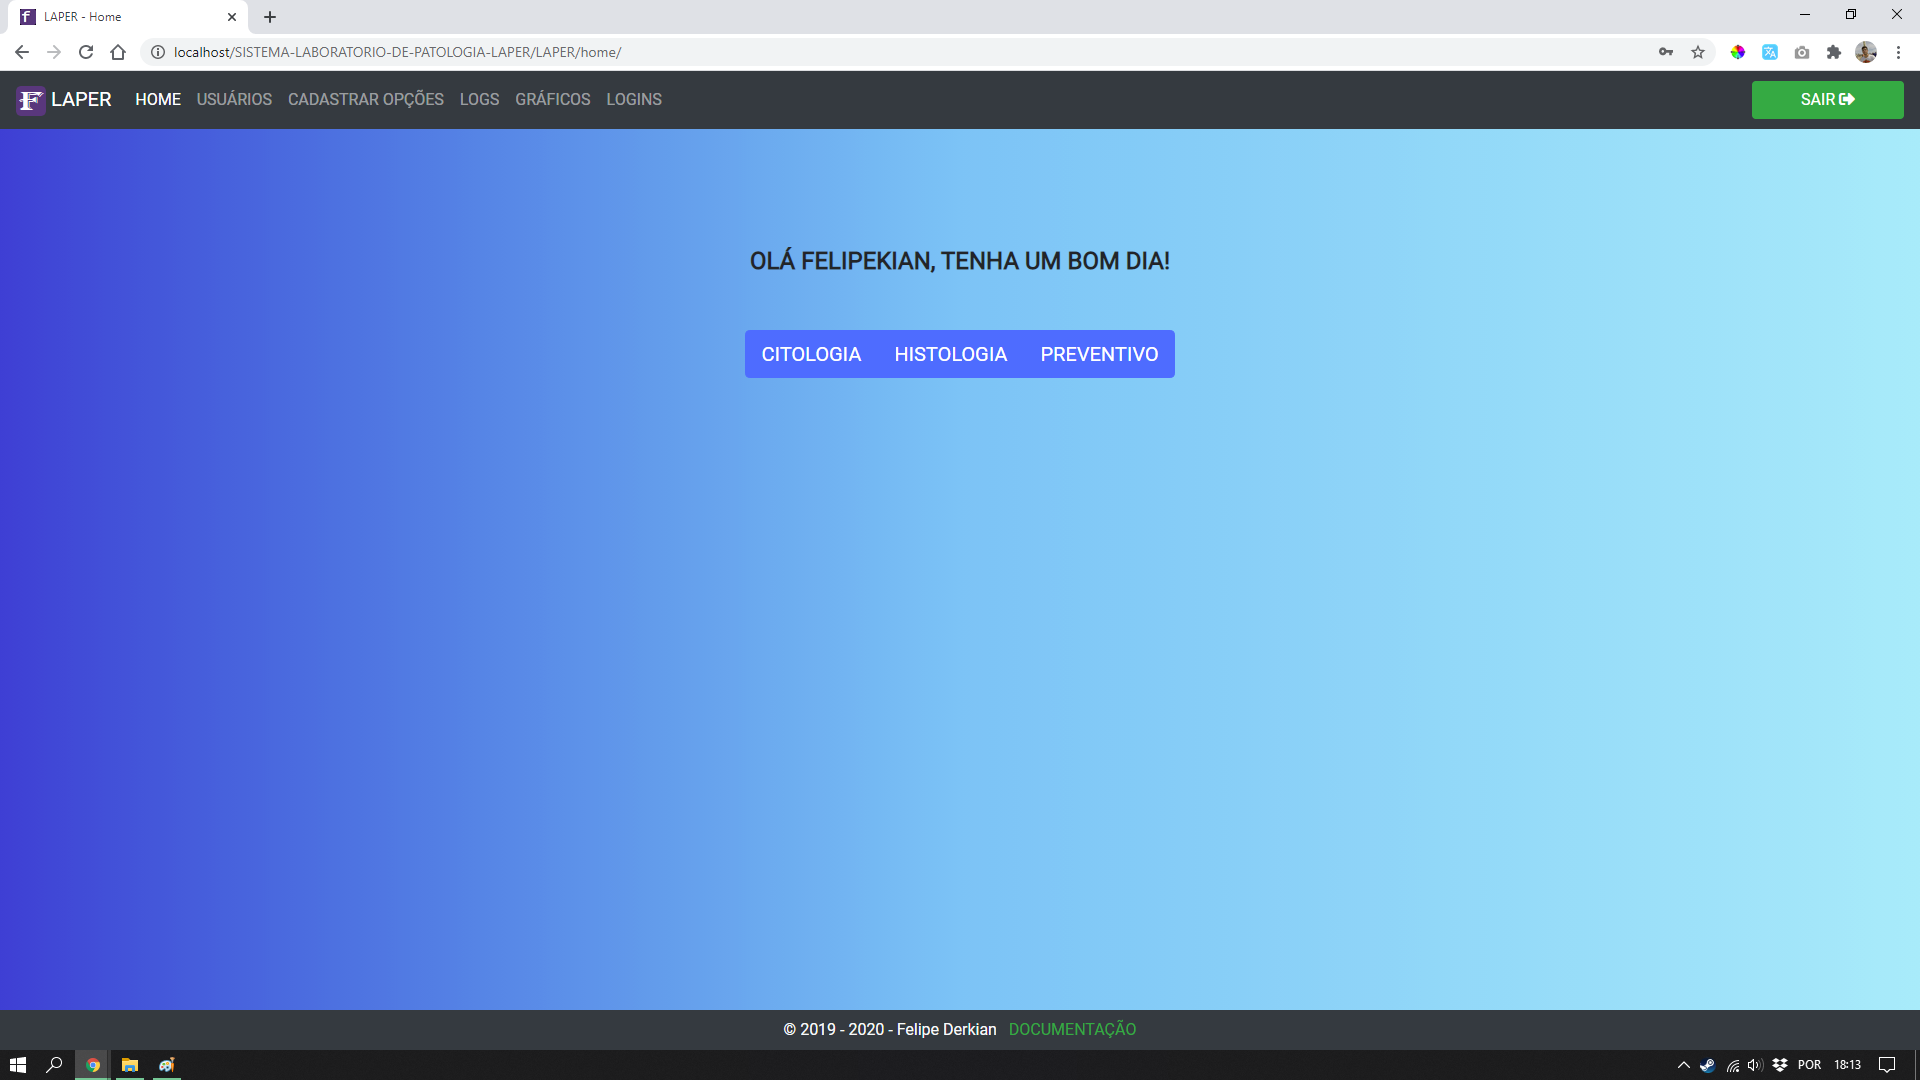 LAPER - Home
localhost/SISTEMA-LABORATORIO-DE-PATOLOGIA-LAPER/LAPER/home/
F LAPER HOME USUÁRIOS CADASTRAR OPÇÕES LOGS GRÁFICOS LOGINS SAIR
OLÁ FELIPEKIAN, TENHA UM BOM DIA!
CITOLOGIA HISTOLOGIA PREVENTIVO
© 2019 - 2020 - Felipe Derkian DOCUMENTAÇÃO
POR 18:13